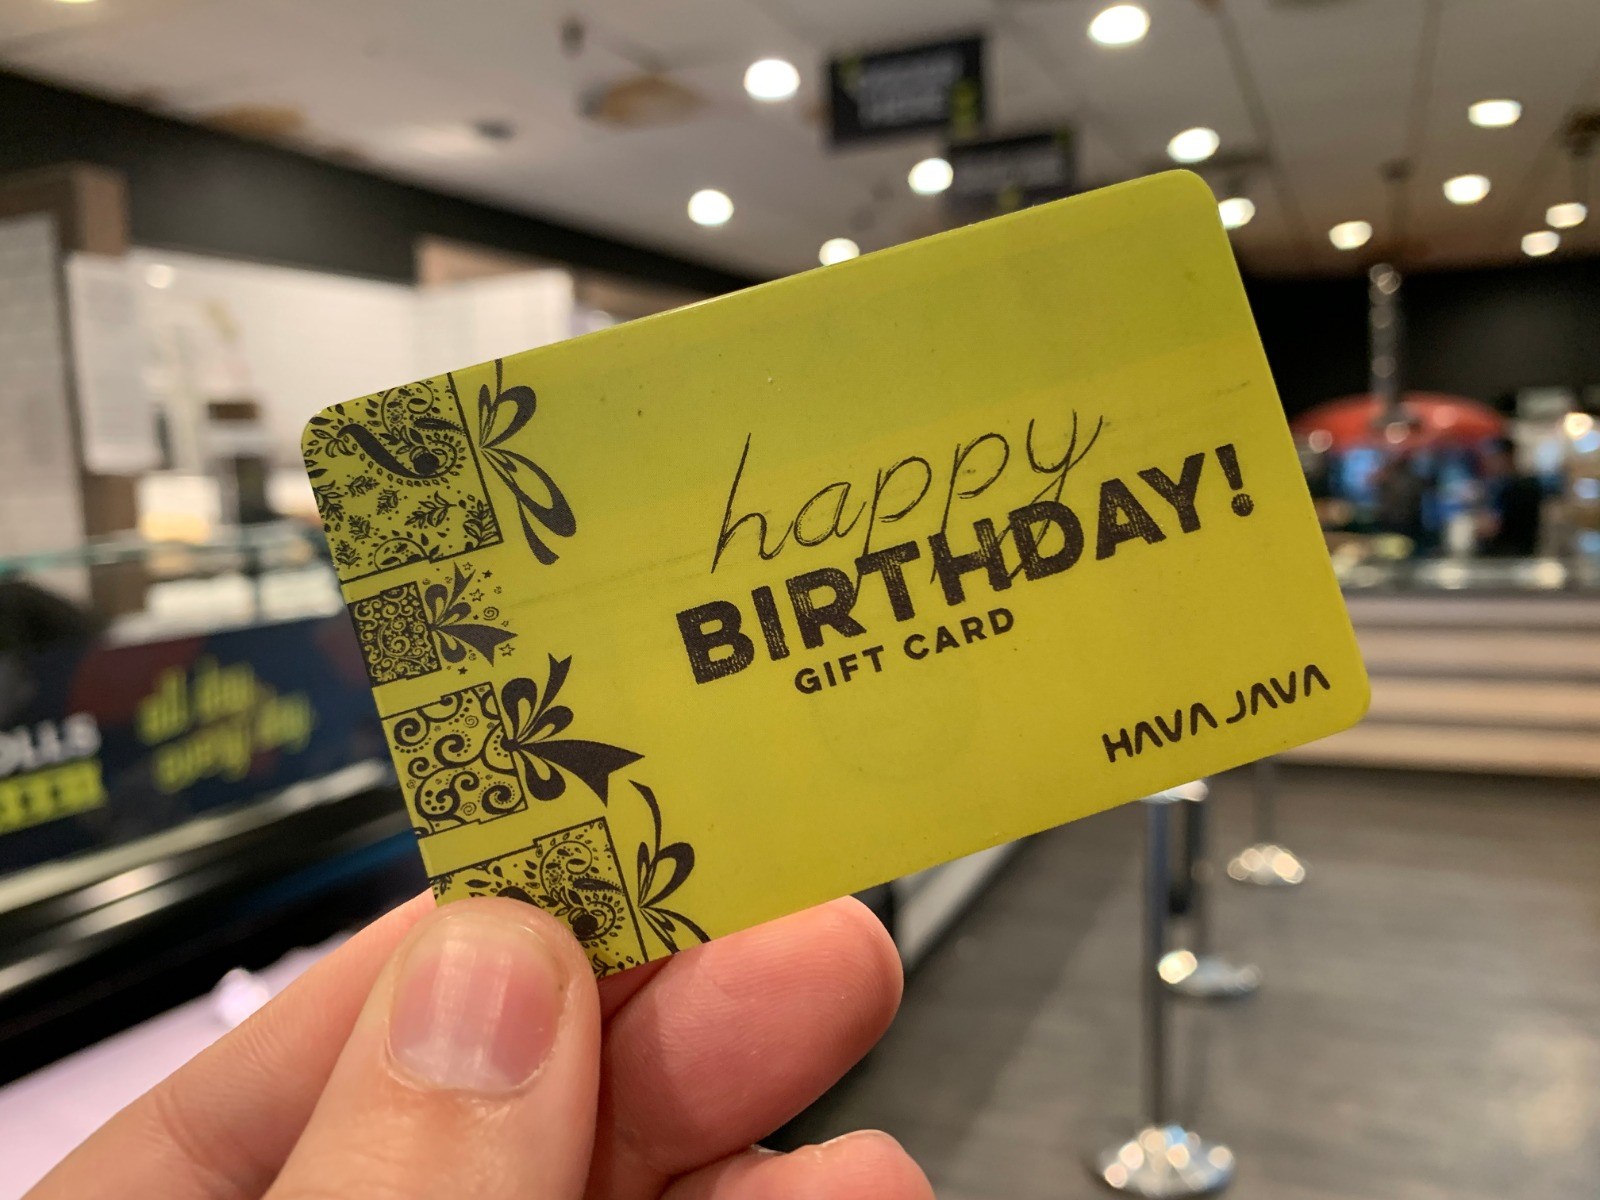 happy
BIRTHDAY!
GIFT CARD
HAVA JAVA
all day
every day